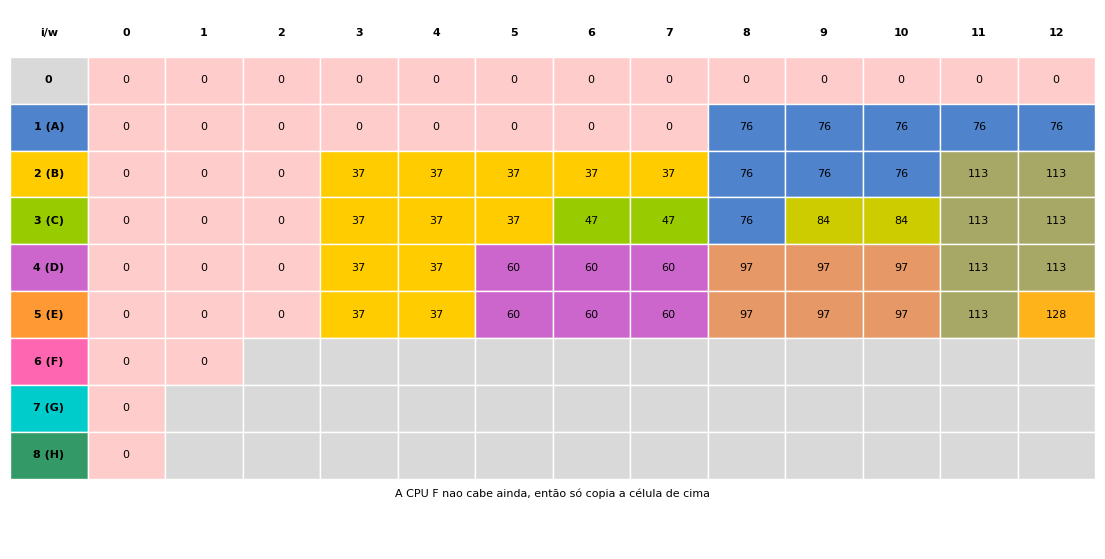 i/w 0 1 2 3 4 5 6 7 8 9 10 11 12
0 0 0 0 0 0 0 0 0 0 0 0 0 0
1 (A) 0 0 0 0 0 0 0 0 76 76 76 76 76
2 (B) 0 0 0 37 37 37 37 37 76 76 76 113 113
3 (C) 0 0 0 37 37 37 47 47 76 84 84 113 113
4 (D) 0 0 0 37 37 60 60 60 97 97 97 113 113
5 (E) 0 0 0 37 37 60 60 60 97 97 97 113 128
6 (F) 0 0
7 (G) 0
8 (H) 0
A CPU F nao cabe ainda, então só copia a célula de cima